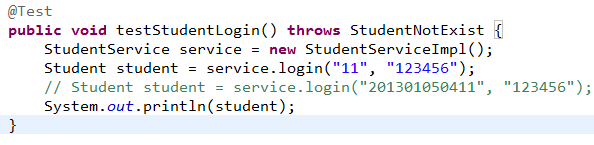 @Test
public void testStudentLogin() throws StudentNotExist {
    StudentService service = new StudentServiceImpl();
    Student student = service.login("11", "123456");
    // Student student = service.login("201301050411", "123456");
    System.out.println(student);
}